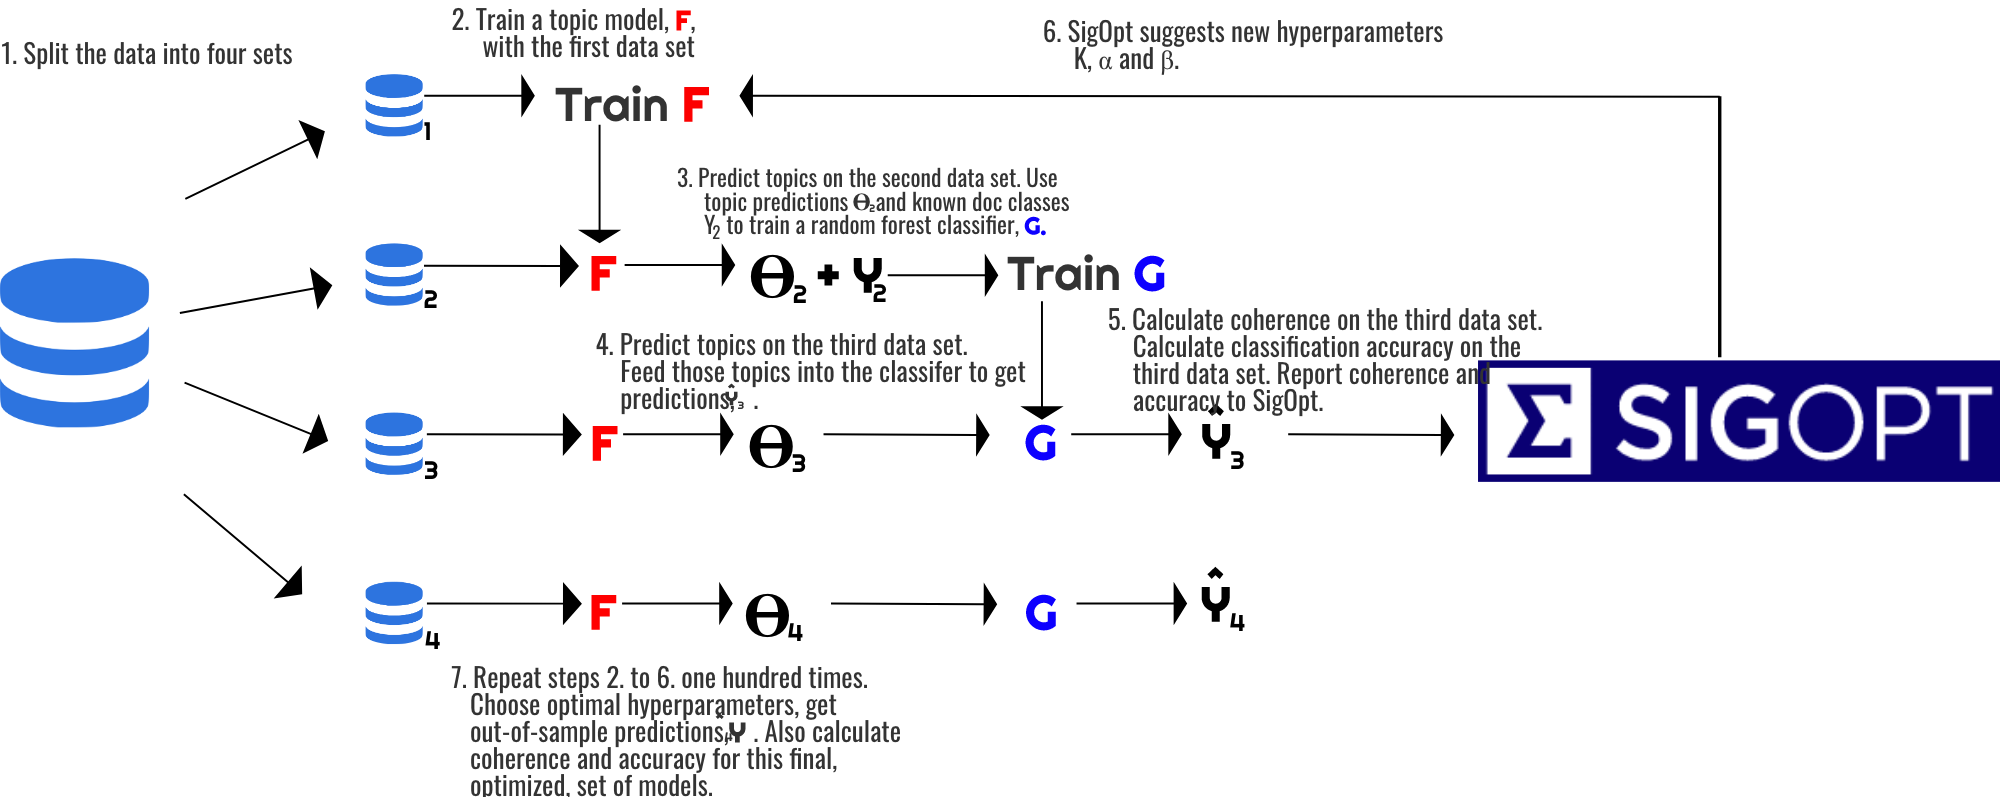 1. Split the data into four sets
2. Train a topic model, F,
with the first data set
6. SigOpt suggests new hyperparameters
K, α and β.
1
Train F
3. Predict topics on the second data set. Use
topic predictions Θ₂ and known doc classes
Y₂ to train a random forest classifier, G.
2
F
Θ₂ + Y₂
Train G
4. Predict topics on the third data set.
Feed those topics into the classifer to get
predictions, Ŷ₃ .
5. Calculate coherence on the third data set.
Calculate classification accuracy on the
third data set. Report coherence and
accuracy to SigOpt.
3
F
Θ₃
G
Ŷ₃
Σ SIGOPT
4
F
Θ₄
G
Ŷ₄
7. Repeat steps 2. to 6. one hundred times.
Choose optimal hyperparameters, get
out-of-sample predictions, Ŷ . Also calculate
coherence and accuracy for this final,
optimized, set of models.